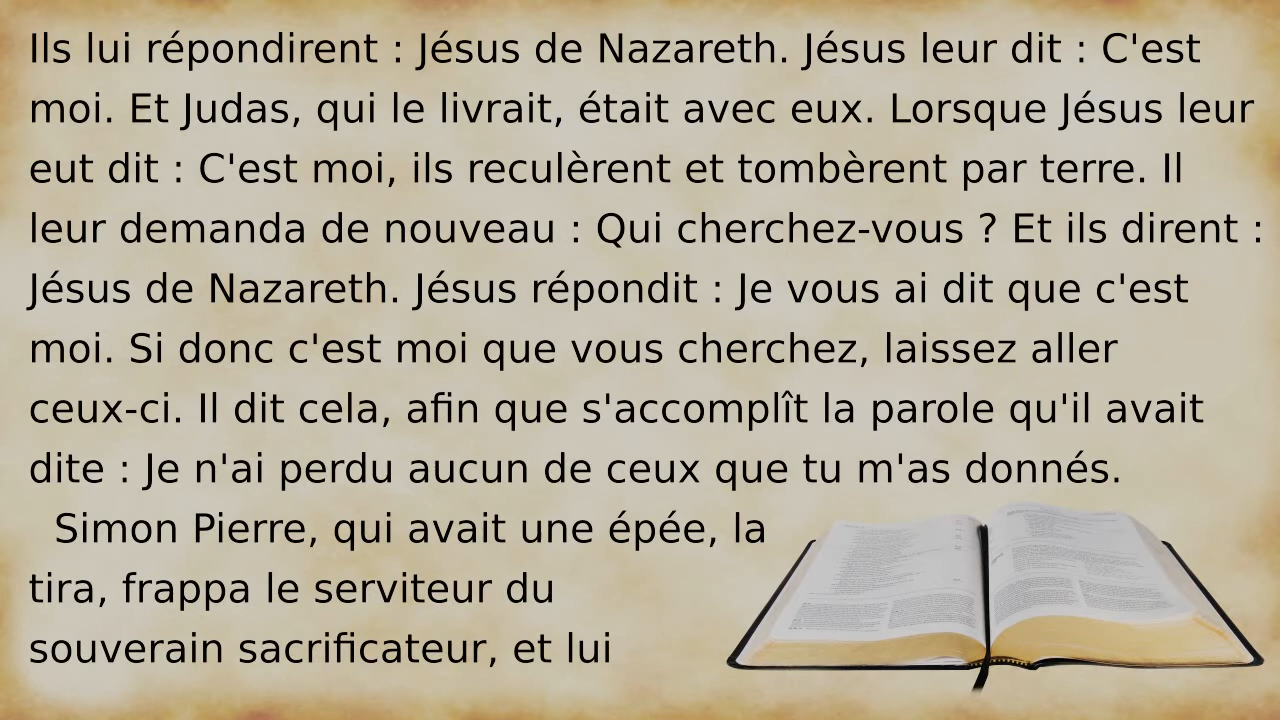 Ils lui répondirent : Jésus de Nazareth. Jésus leur dit : C'est
moi. Et Judas, qui le livrait, était avec eux. Lorsque Jésus leur
eut dit : C'est moi, ils reculèrent et tombèrent par terre. Il
leur demanda de nouveau : Qui cherchez-vous ? Et ils dirent :
Jésus de Nazareth. Jésus répondit : Je vous ai dit que c'est
moi. Si donc c'est moi que vous cherchez, laissez aller
ceux-ci. Il dit cela, afin que s'accomplît la parole qu'il avait
dite : Je n'ai perdu aucun de ceux que tu m'as donnés.
Simon Pierre, qui avait une épée, la
tira, frappa le serviteur du
souverain sacrificateur, et lui